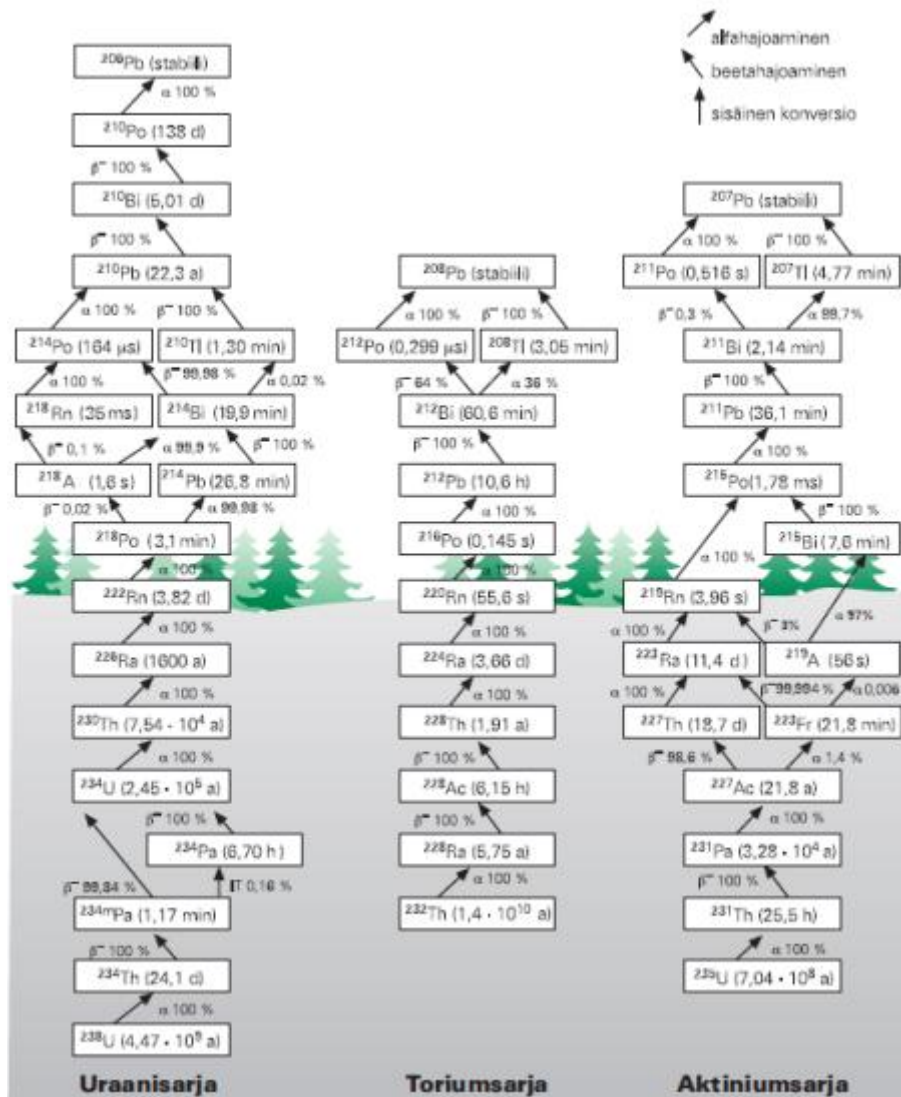 alfahajoaminen
beetahajoaminen
sisäinen konversio
²⁰⁶Pb (stabiili)
α 100 %
²¹⁰Po (138 d)
β⁻ 100 %
²¹⁰Bi (5,01 d)
β⁻ 100 %
²¹⁰Pb (22,3 a)
α 100 % β⁻ 100 %
²¹⁴Po (164 µs) ²¹⁰Tl (1,30 min)
α 100 % β⁻ 99,98 % α 0,02 %
²¹⁸Rn (35 ms) ²¹⁴Bi (19,9 min)
β⁻ 0,1 % α 99,9 % β⁻ 100 %
²¹⁸A (1,6 s) ²¹⁴Pb (26,8 min)
β⁻ 0,02 % α 99,98 %
²¹⁸Po (3,1 min)
α 100 %
²²²Rn (3,82 d)
α 100 %
²²⁶Ra (1600 a)
α 100 %
²³⁰Th (7,54 · 10⁴ a)
α 100 %
²³⁴U (2,45 · 10⁵ a)
β⁻ 100 %
²³⁴Pa (6,70 h)
β⁻ 99,84 % IT 0,16 %
²³⁴ᵐPa (1,17 min)
β⁻ 100 %
²³⁴Th (24,1 d)
α 100 %
²³⁸U (4,47 · 10⁹ a)
Uraanisarja
²⁰⁸Pb (stabiili)
α 100 % β⁻ 100 %
²¹²Po (0,299 µs) ²⁰⁸Tl (3,05 min)
β⁻ 64 % α 36 %
²¹²Bi (60,6 min)
β⁻ 100 %
²¹²Pb (10,6 h)
α 100 %
²¹⁶Po (0,145 s)
α 100 %
²²⁰Rn (55,6 s)
α 100 %
²²⁴Ra (3,66 d)
α 100 %
²²⁸Th (1,91 a)
β⁻ 100 %
²²⁸Ac (6,15 h)
β⁻ 100 %
²²⁸Ra (5,75 a)
α 100 %
²³²Th (1,4 · 10¹⁰ a)
Toriumsarja
²⁰⁷Pb (stabiili)
α 100 % β⁻ 100 %
²¹¹Po (0,516 s) ²⁰⁷Tl (4,77 min)
β⁻ 0,3 % α 99,7%
²¹¹Bi (2,14 min)
β⁻ 100 %
²¹¹Pb (36,1 min)
α 100 %
²¹⁵Po(1,78 ms)
β⁻ 100 %
²¹⁵Bi (7,6 min)
α 100 %
²¹⁹Rn (3,96 s)
α 97%
α 100 % β⁻ 3%
²²³Ra (11,4 d) ²¹⁹A (56 s)
α 100 % β⁻ 99,994 % α 0,006
²²⁷Th (18,7 d) ²²³Fr (21,8 min)
β⁻ 98,6 % α 1,4 %
²²⁷Ac (21,8 a)
α 100 %
²³¹Pa (3,28 · 10⁴ a)
β⁻ 100 %
²³¹Th (25,5 h)
α 100 %
²³⁵U (7,04 · 10⁸ a)
Aktiniumsarja